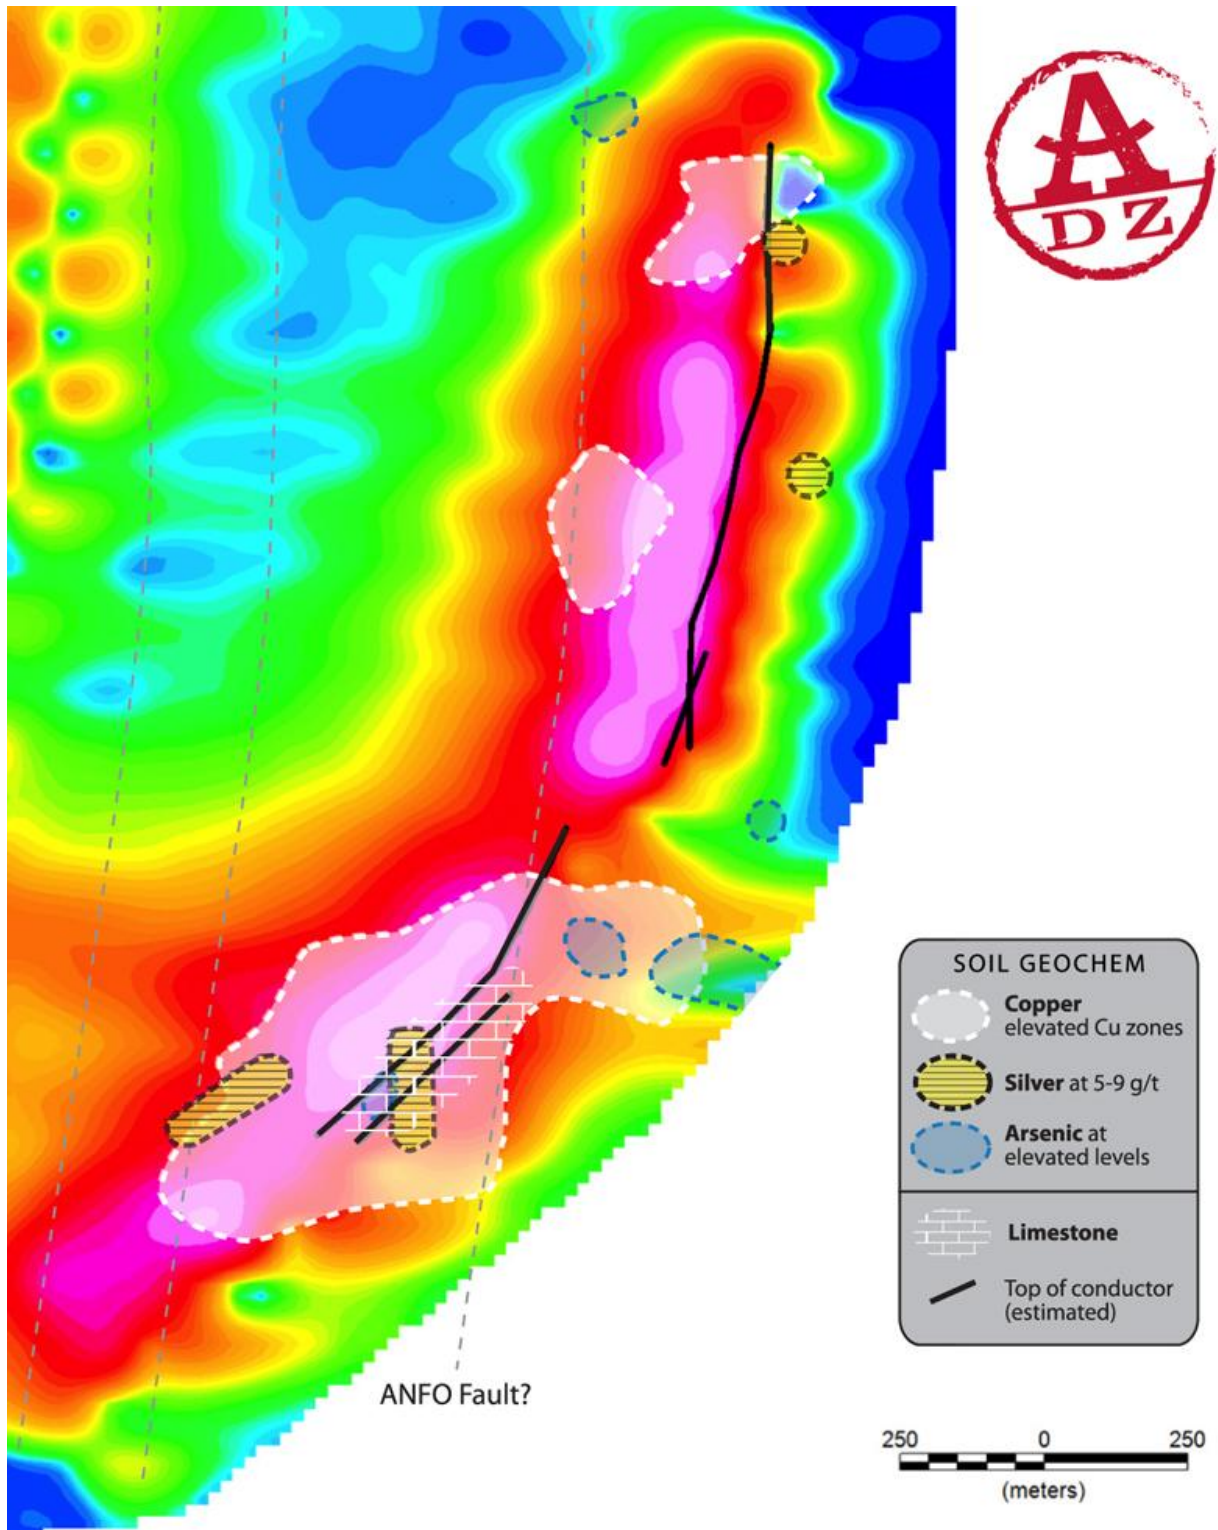 A
DZ
SOIL GEOCHEM
Copper
elevated Cu zones
Silver at 5-9 g/t
Arsenic at
elevated levels
Limestone
Top of conductor
(estimated)
ANFO Fault?
250 0 250
(meters)